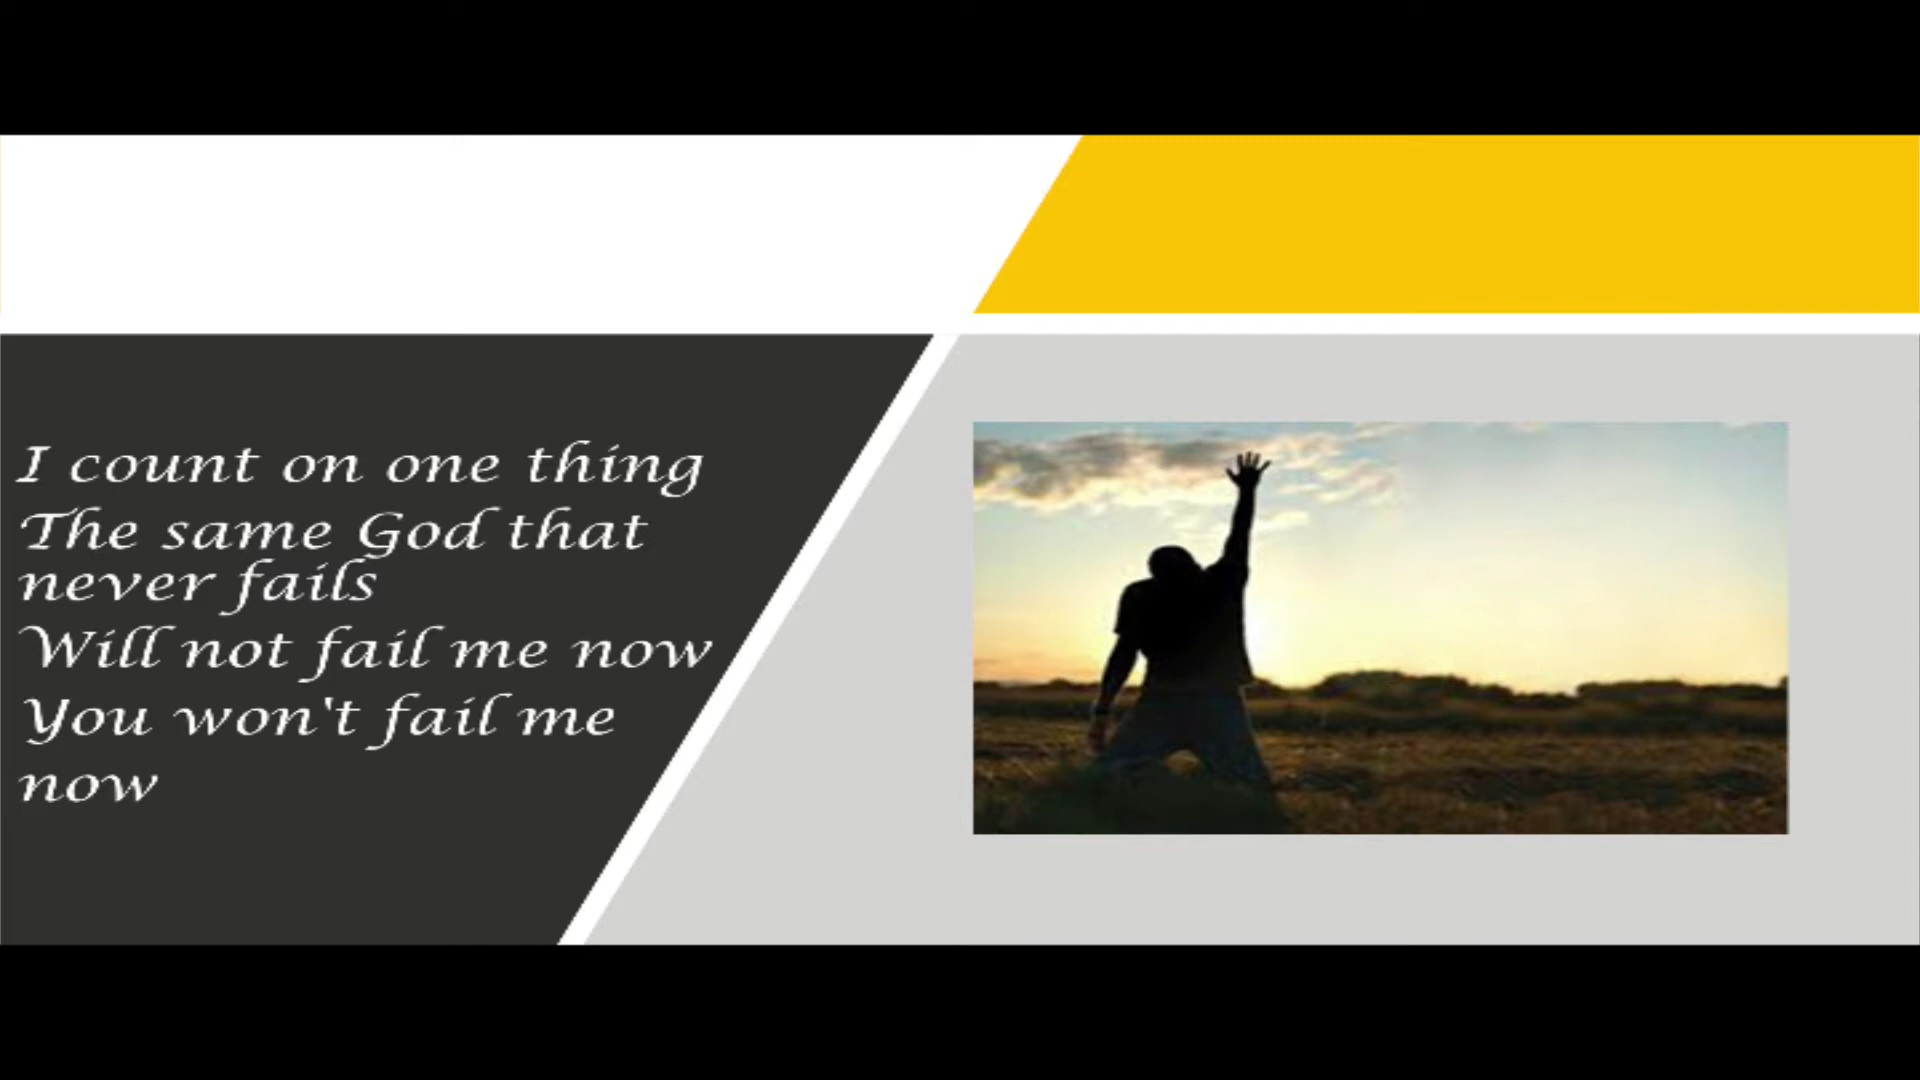 I count on one thing
The same God that
never fails
Will not fail me now
You won't fail me
now